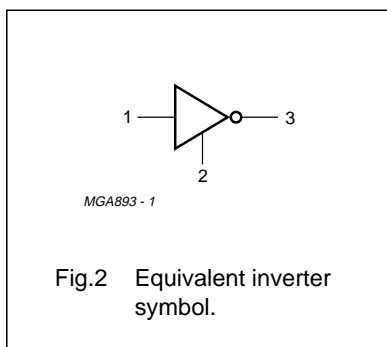 1
3
2
MGA893 - 1
Fig.2 Equivalent inverter
symbol.